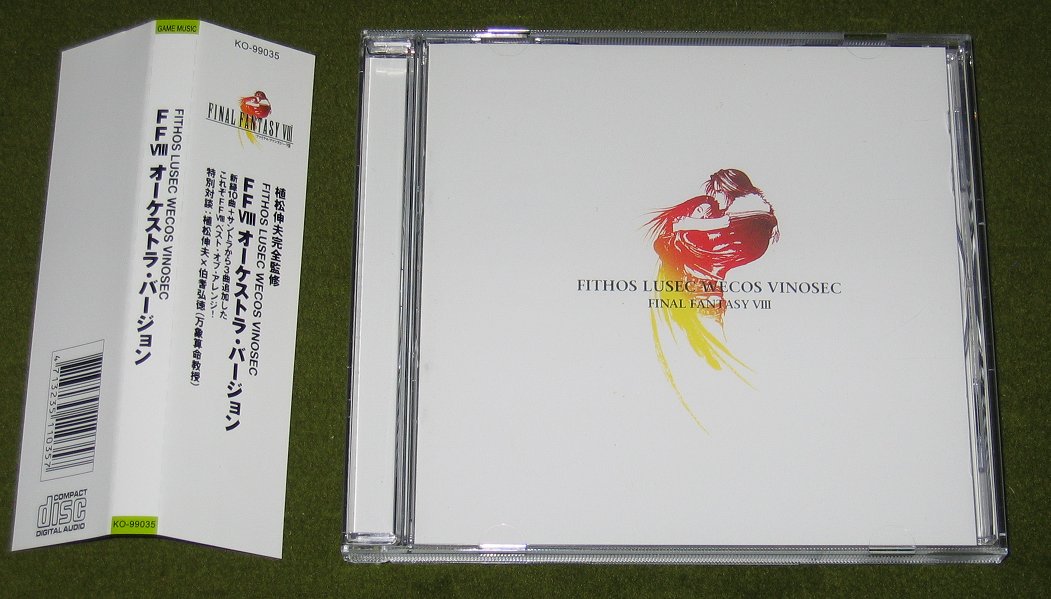 GAME MUSIC
FITHOS LUSEC WECOS VINOSEC
FFⅧ オーケストラ・バージョン
4713235110357
COMPACT
disc
DIGITAL AUDIO
KO-99035
KO-99035
FINAL FANTASY VIII
植松伸夫完全監修
FITHOS LUSEC WECOS VINOSEC
FFⅧ オーケストラ・バージョン
新録10曲+サントラから3曲追加した
これぞFFⅧベスト・オブ・アレンジ!
特別対談:植松伸夫×伯耆弘徳(万象算命教授)
FITHOS LUSEC WECOS VINOSEC
FINAL FANTASY VIII